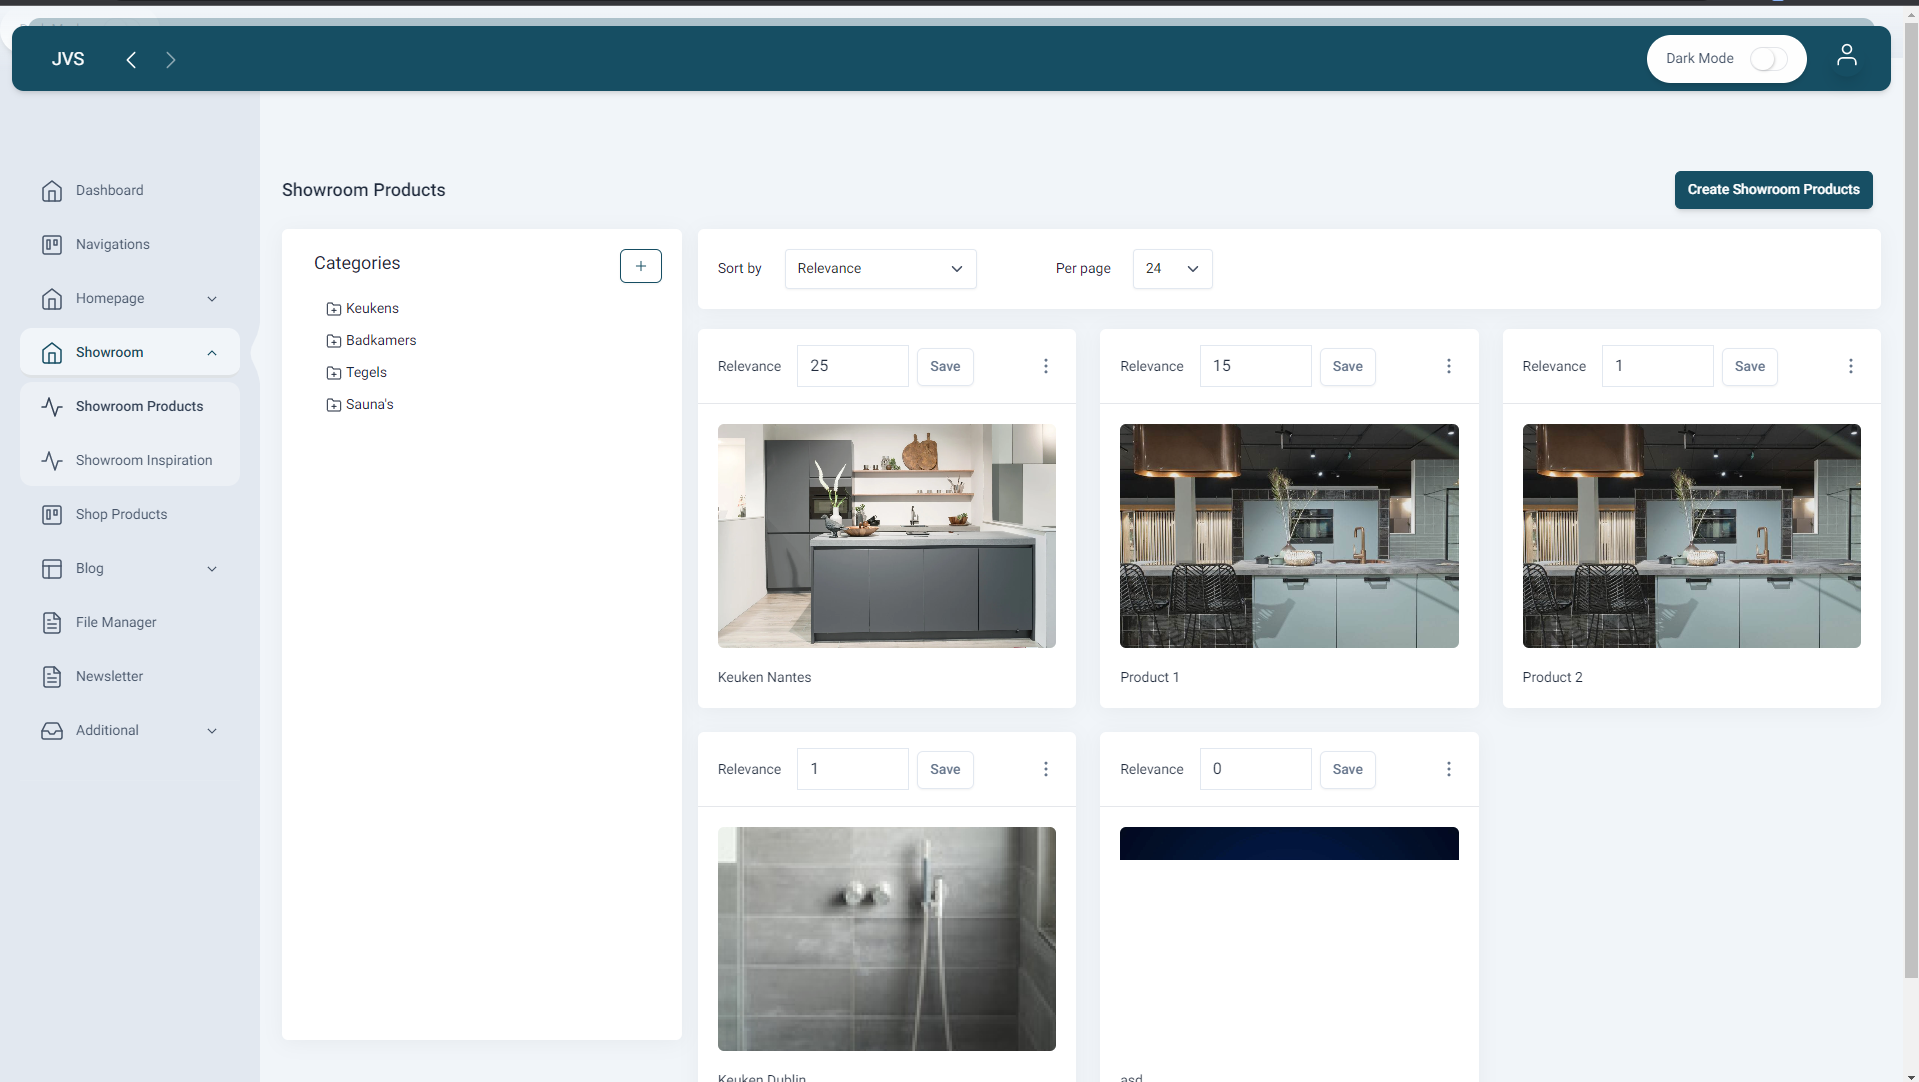 JVS
Dark Mode
Dashboard
Navigations
Homepage
Showroom
Showroom Products
Showroom Inspiration
Shop Products
Blog
File Manager
Newsletter
Additional
Showroom Products
Create Showroom Products
Categories
+
Keukens
Badkamers
Tegels
Sauna's
Sort by
Relevance
Per page
24
Relevance 25 Save
Keuken Nantes
Relevance 15 Save
Product 1
Relevance 1 Save
Product 2
Relevance 1 Save
Keuken Dublin
Relevance 0 Save
asd